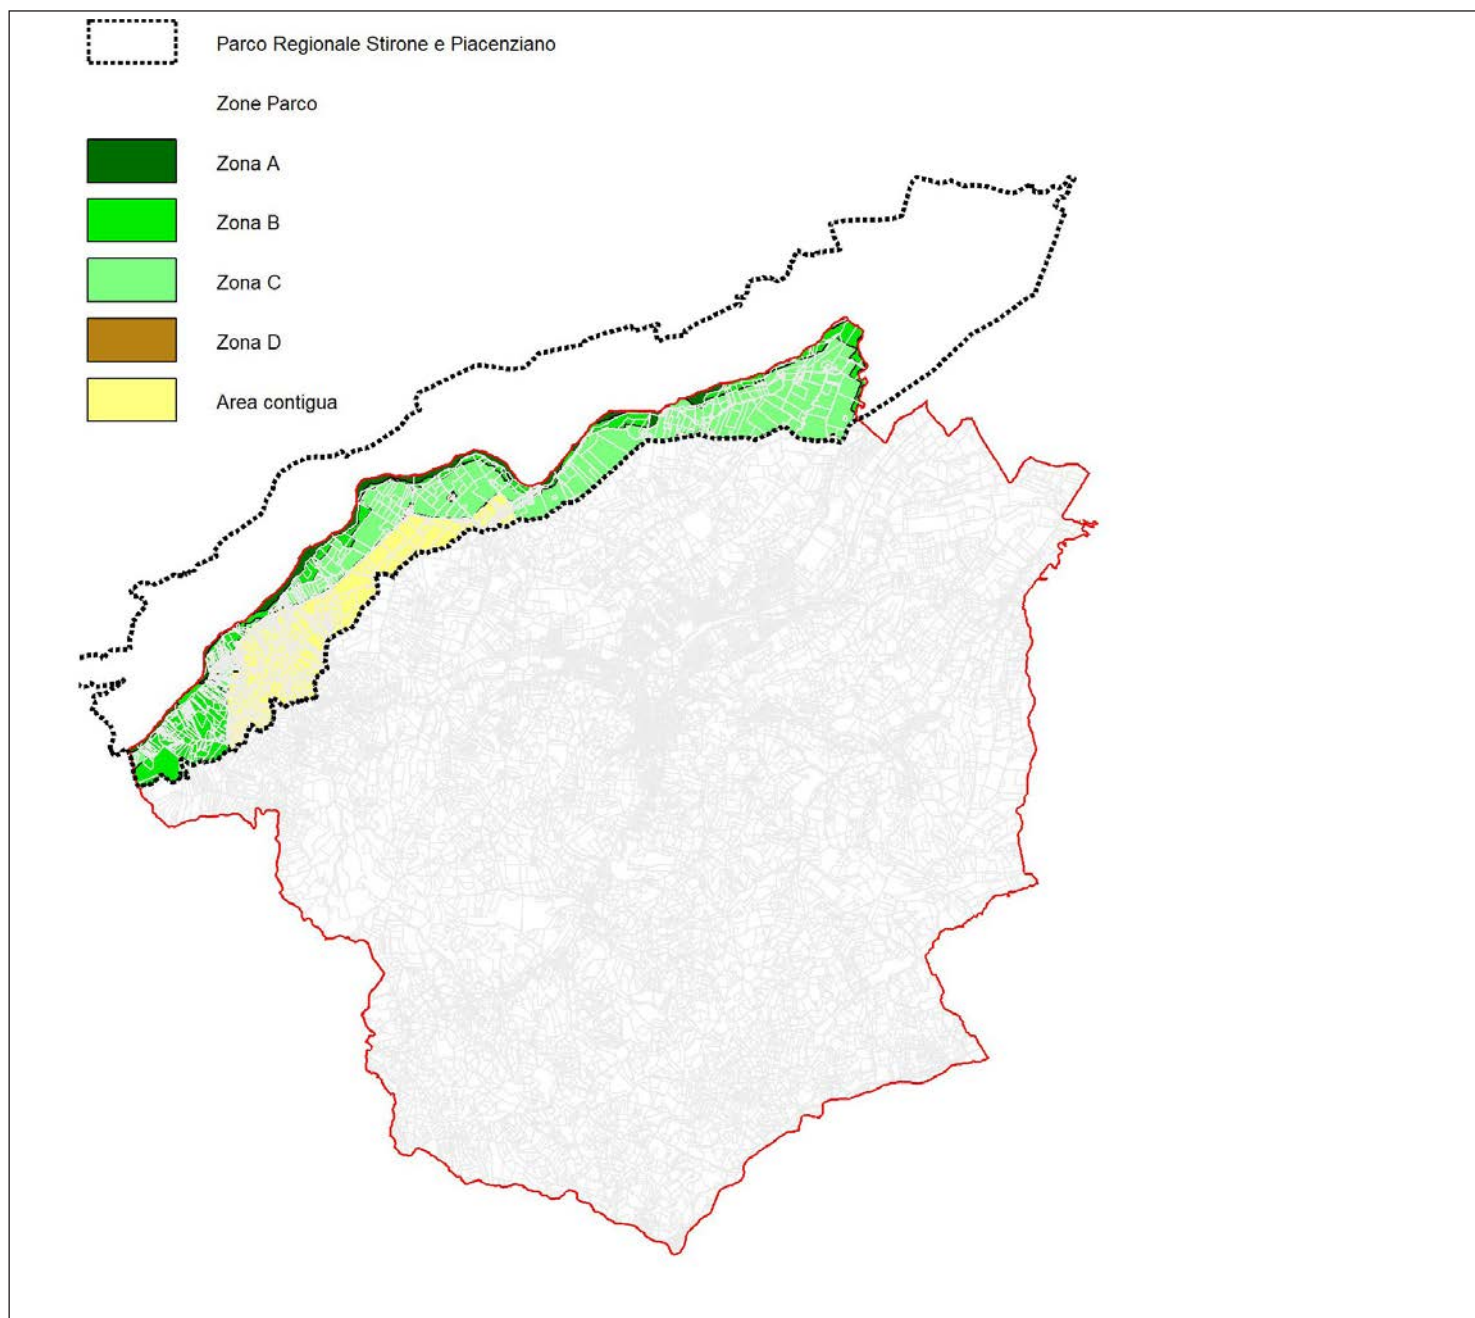 Parco Regionale Stirone e Piacenziano
Zone Parco
Zona A
Zona B
Zona C
Zona D
Area contigua